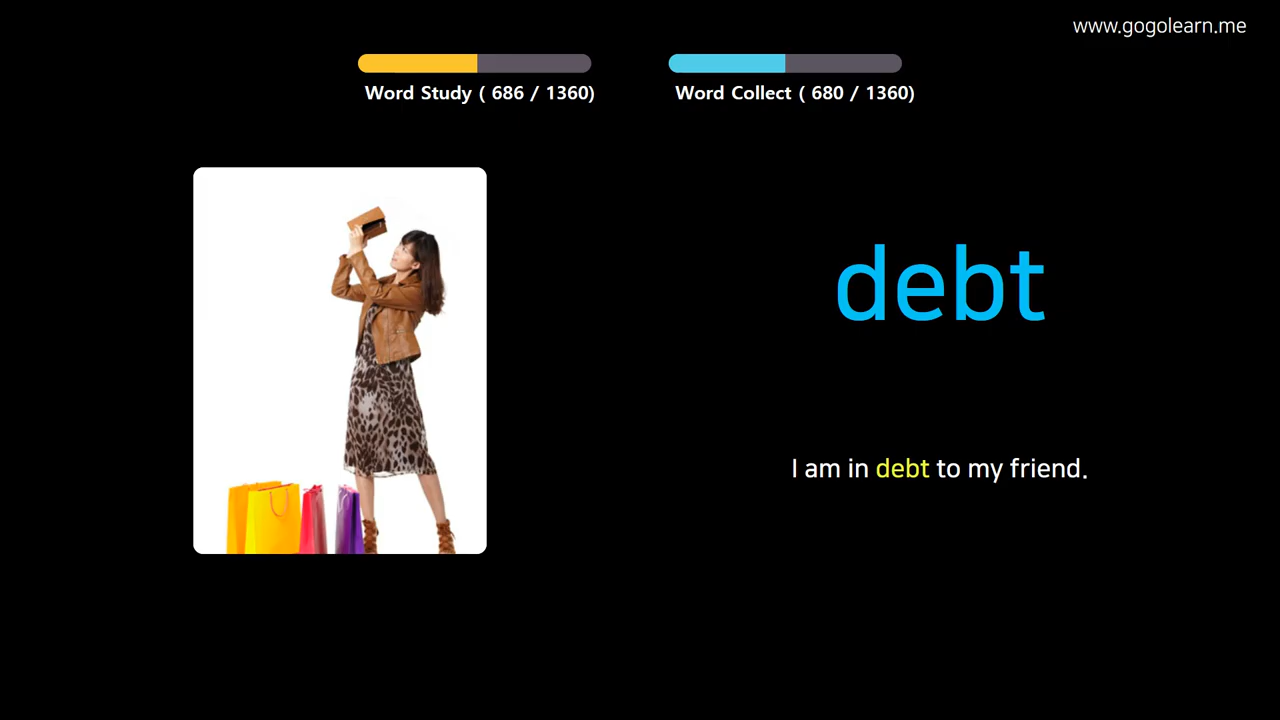 www.gogolearn.me
Word Study ( 686 / 1360)
Word Collect ( 680 / 1360)
debt
I am in debt to my friend.